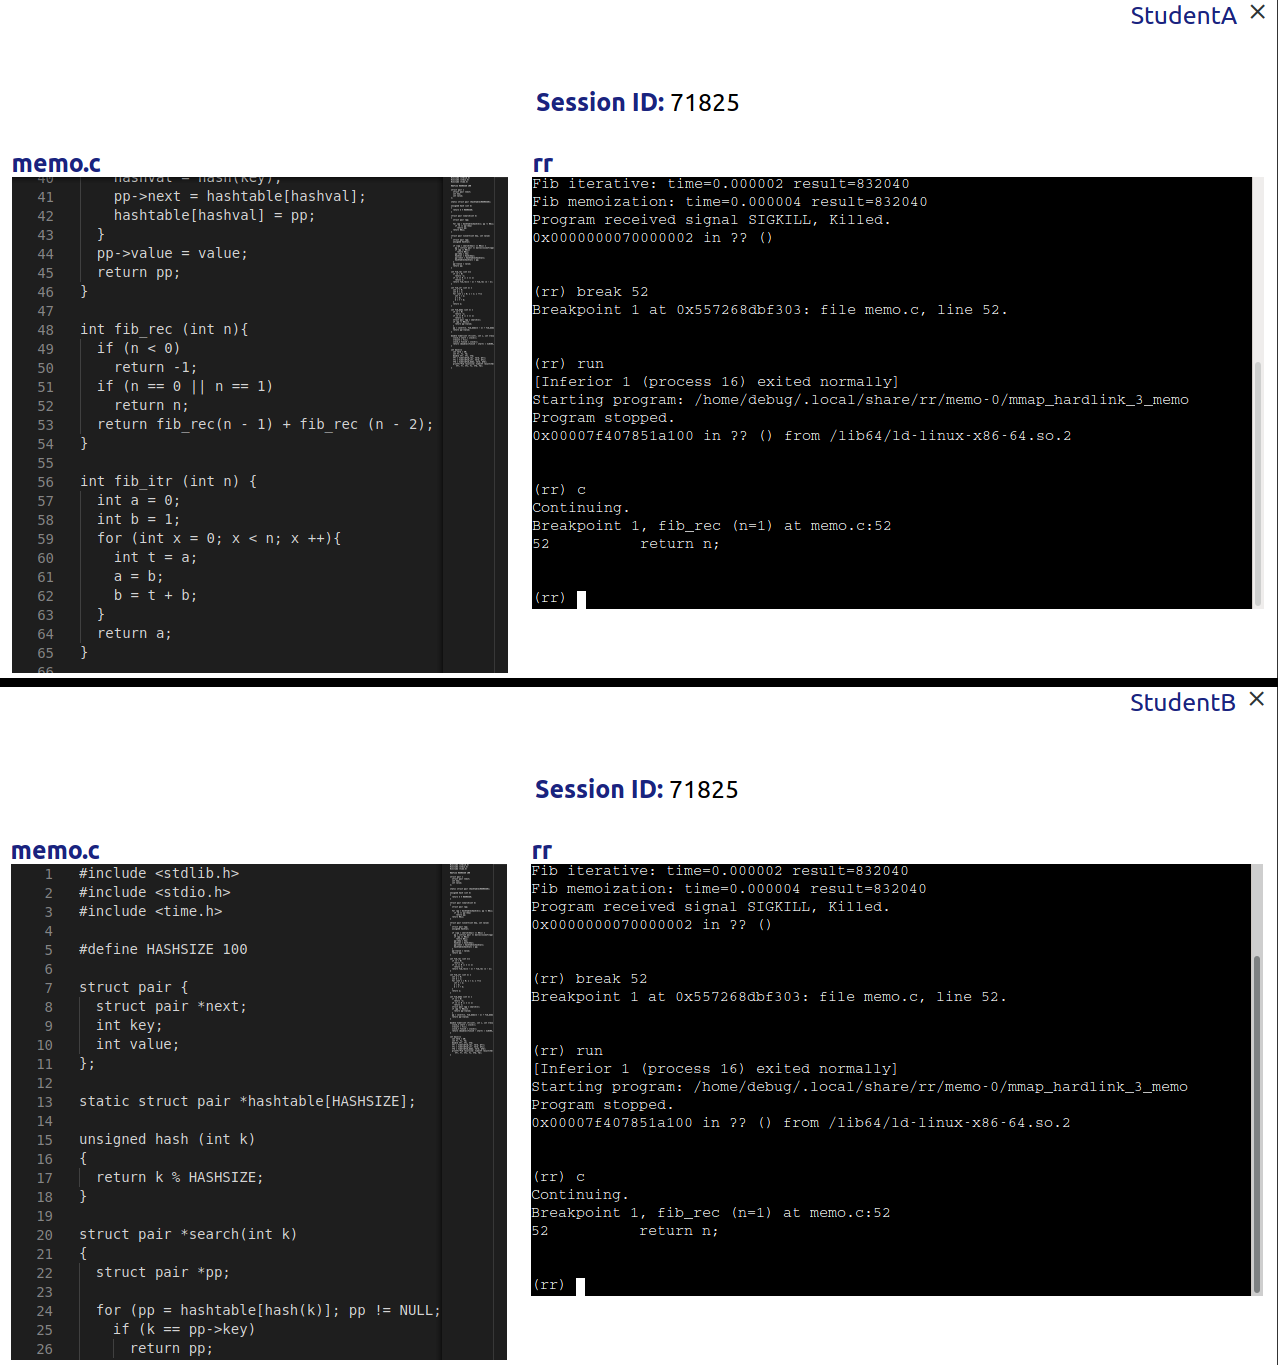 StudentA ×
Session ID: 71825
memo.c
rr
40 hashval = hash(key);
41 pp->next = hashtable[hashval];
42 hashtable[hashval] = pp;
43 }
44 pp->value = value;
45 return pp;
46 }
47
48 int fib_rec (int n){
49 if (n < 0)
50 return -1;
51 if (n == 0 || n == 1)
52 return n;
53 return fib_rec(n - 1) + fib_rec (n - 2);
54 }
55
56 int fib_itr (int n) {
57 int a = 0;
58 int b = 1;
59 for (int x = 0; x < n; x ++){
60 int t = a;
61 a = b;
62 b = t + b;
63 }
64 return a;
65 }
66
Fib iterative: time=0.000002 result=832040
Fib memoization: time=0.000004 result=832040
Program received signal SIGKILL, Killed.
0x0000000070000002 in ?? ()
(rr) break 52
Breakpoint 1 at 0x557268dbf303: file memo.c, line 52.
(rr) run
[Inferior 1 (process 16) exited normally]
Starting program: /home/debug/.local/share/rr/memo-0/mmap_hardlink_3_memo
Program stopped.
0x00007f407851a100 in ?? () from /lib64/ld-linux-x86-64.so.2
(rr) c
Continuing.
Breakpoint 1, fib_rec (n=1) at memo.c:52
52 return n;
(rr)
StudentB ×
Session ID: 71825
memo.c
rr
1 #include <stdlib.h>
2 #include <stdio.h>
3 #include <time.h>
4
5 #define HASHSIZE 100
6
7 struct pair {
8 struct pair *next;
9 int key;
10 int value;
11 };
12
13 static struct pair *hashtable[HASHSIZE];
14
15 unsigned hash (int k)
16 {
17 return k % HASHSIZE;
18 }
19
20 struct pair *search(int k)
21 {
22 struct pair *pp;
23
24 for (pp = hashtable[hash(k)]; pp != NULL;
25 if (k == pp->key)
26 return pp;
Fib iterative: time=0.000002 result=832040
Fib memoization: time=0.000004 result=832040
Program received signal SIGKILL, Killed.
0x0000000070000002 in ?? ()
(rr) break 52
Breakpoint 1 at 0x557268dbf303: file memo.c, line 52.
(rr) run
[Inferior 1 (process 16) exited normally]
Starting program: /home/debug/.local/share/rr/memo-0/mmap_hardlink_3_memo
Program stopped.
0x00007f407851a100 in ?? () from /lib64/ld-linux-x86-64.so.2
(rr) c
Continuing.
Breakpoint 1, fib_rec (n=1) at memo.c:52
52 return n;
(rr)